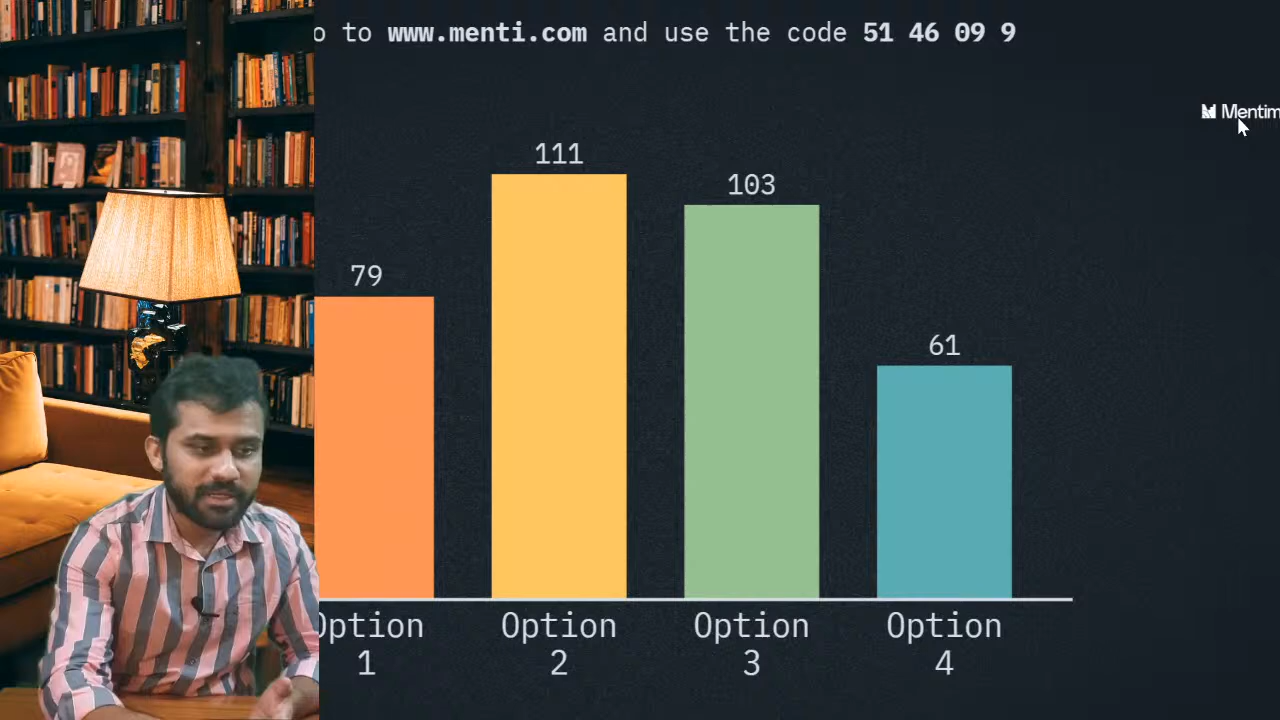 o to www.menti.com and use the code 51 46 09 9
Mentim
111
103
79
61
Option 1
Option 2
Option 3
Option 4